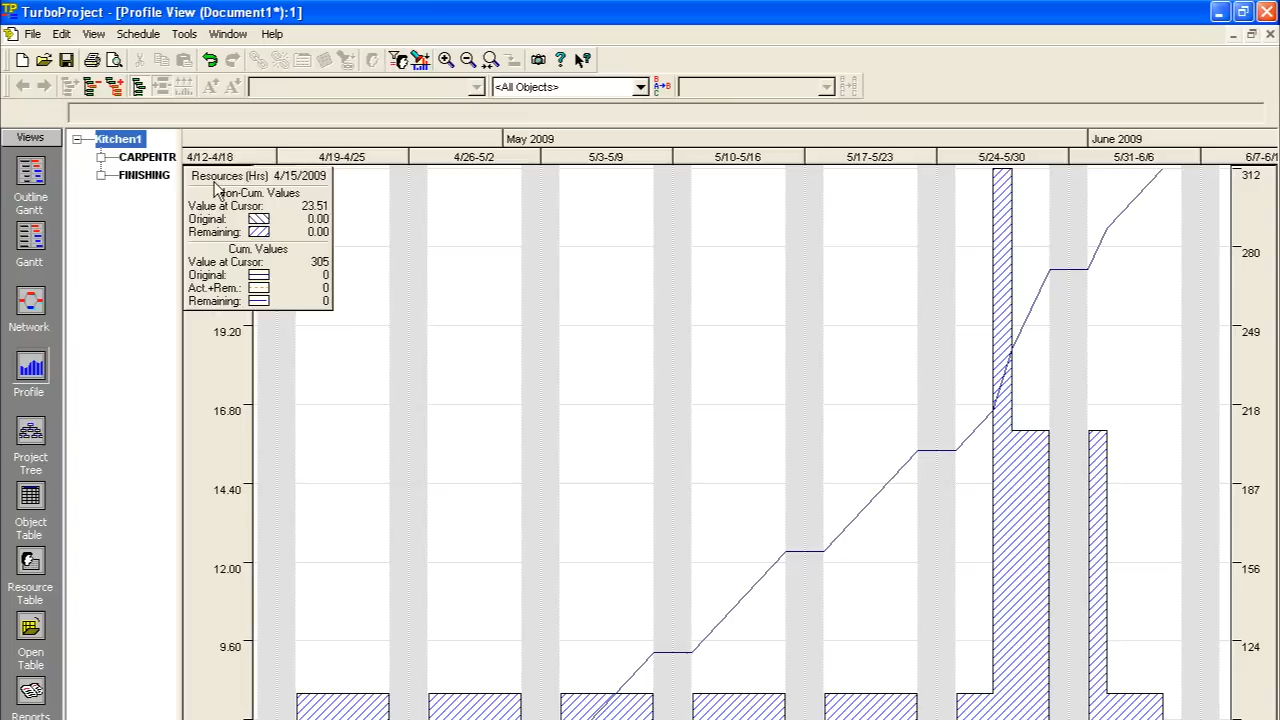 TurboProject - [Profile View (Document1*):1]
File Edit View Schedule Tools Window Help
<All Objects>
Views
Outline
Gantt
Gantt
Network
Profile
Project
Tree
Object
Table
Resource
Table
Open
Table
Reports
Kitchen1
CARPENTR
FINISHING
May 2009 June 2009
4/12-4/18 4/19-4/25 4/26-5/2 5/3-5/9 5/10-5/16 5/17-5/23 5/24-5/30 5/31-6/6
Resources (Hrs) 4/15/2009
Non-Cum. Values
Value at Cursor: 23.51
Original: 0.00
Remaining: 0.00
Cum. Values
Value at Cursor: 305
Original: 0
Act.+Rem.: 0
Remaining: 0
19.20
16.80
14.40
12.00
9.60
312
280
249
218
187
156
124